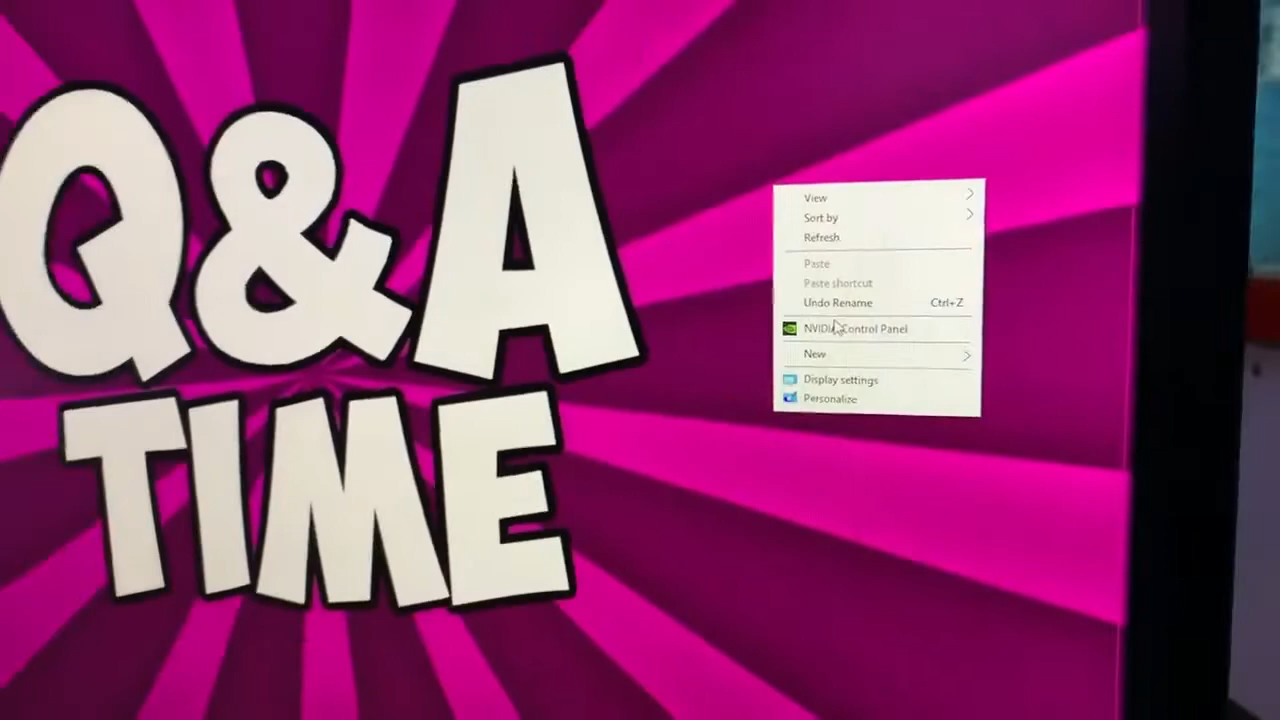 Q&A
TIME
View
Sort by
Refresh
Paste
Paste shortcut
Undo Rename Ctrl+Z
NVIDIA Control Panel
New
Display settings
Personalize